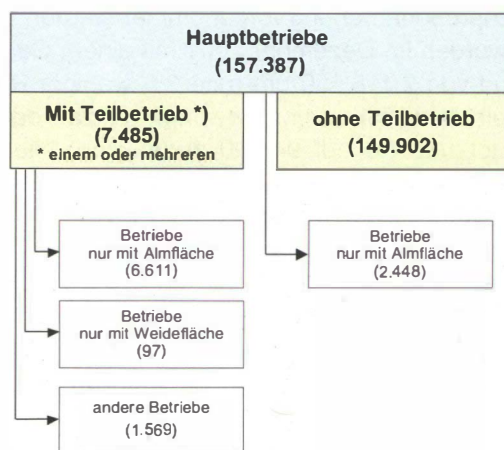 Hauptbetriebe
(157.387)
Mit Teilbetrieb *)
(7.485)
* einem oder mehreren
ohne Teilbetrieb
(149.902)
Betriebe
nur mit Almfläche
(6.611)
Betriebe
nur mit Almfläche
(2.448)
Betriebe
nur mit Weidefläche
(97)
andere Betriebe
(1.569)